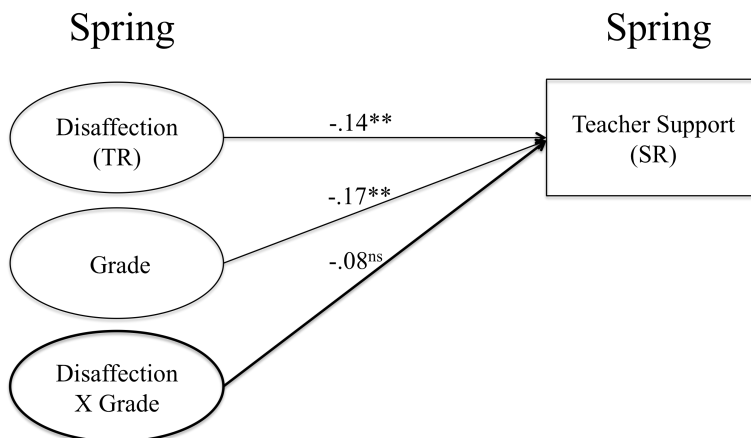 Spring
Spring
Disaffection
(TR)
-.14**
Teacher Support
(SR)
-.17**
Grade
-.08ns
Disaffection
X Grade